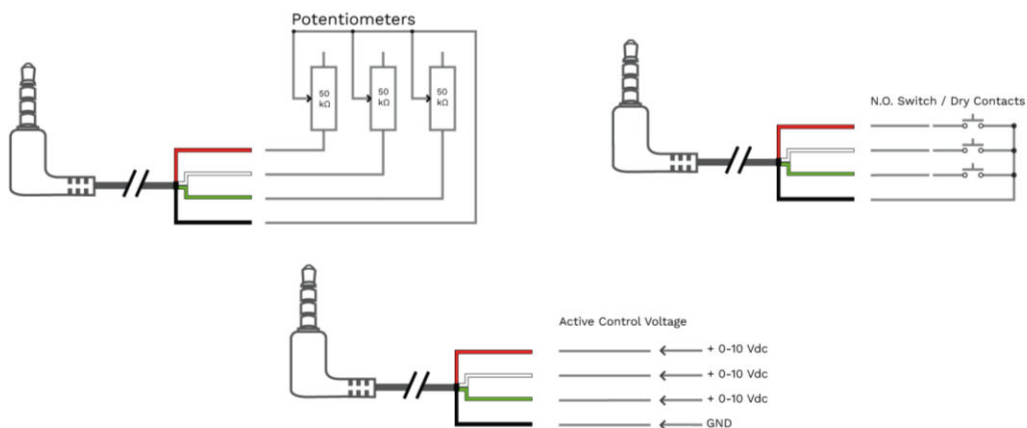 Potentiometers
50
kΩ
50
kΩ
50
kΩ
N.O. Switch / Dry Contacts
Active Control Voltage
+ 0-10 Vdc
+ 0-10 Vdc
+ 0-10 Vdc
GND